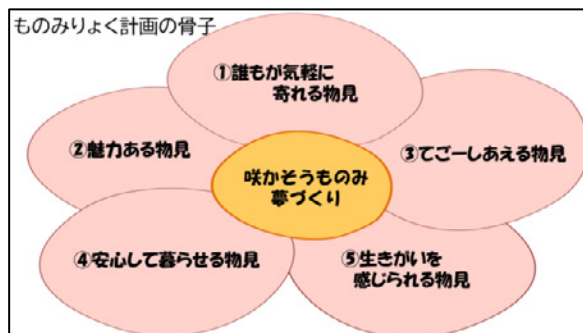 ものみりょく計画の骨子
①誰もが気軽に
寄れる物見
②魅力ある物見
③てごーしあえる物見
咲かそうものみ
夢づくり
④安心して暮らせる物見
⑤生きがいを
感じられる物見